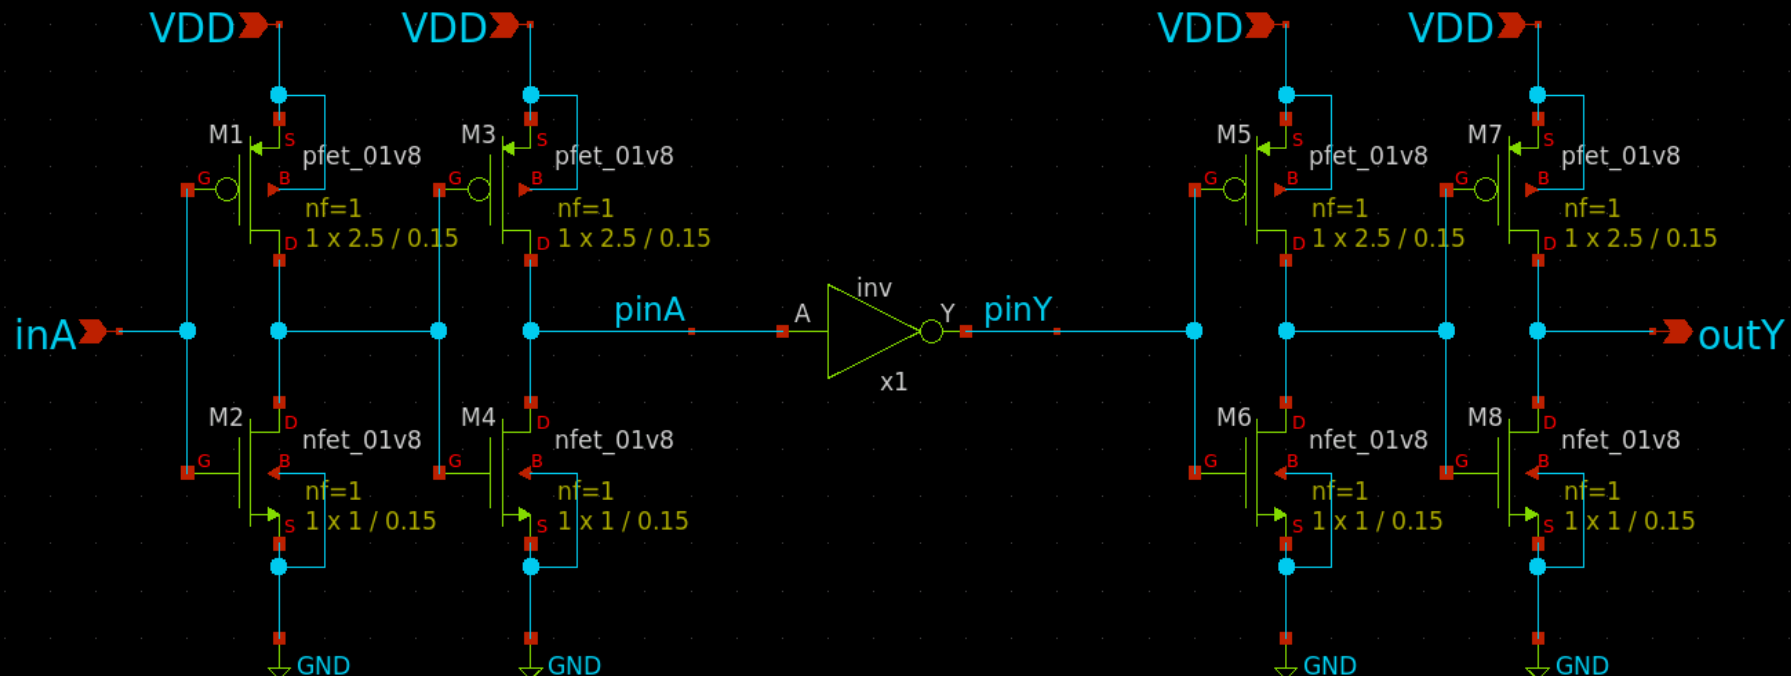 VDD VDD VDD VDD
M1 S M3 S M5 S M7 S
pfet_01v8 pfet_01v8 pfet_01v8 pfet_01v8
G B G B G B G B
nf=1 nf=1 nf=1 nf=1
1 x 2.5 / 0.15 1 x 2.5 / 0.15 1 x 2.5 / 0.15 1 x 2.5 / 0.15
D D D D
inv
inA pinA A Y pinY outY
x1
M2 D M4 D M6 D M8 D
nfet_01v8 nfet_01v8 nfet_01v8 nfet_01v8
G B G B G B G B
nf=1 nf=1 nf=1 nf=1
1 x 1 / 0.15 1 x 1 / 0.15 1 x 1 / 0.15 1 x 1 / 0.15
S S S S
GND GND GND GND